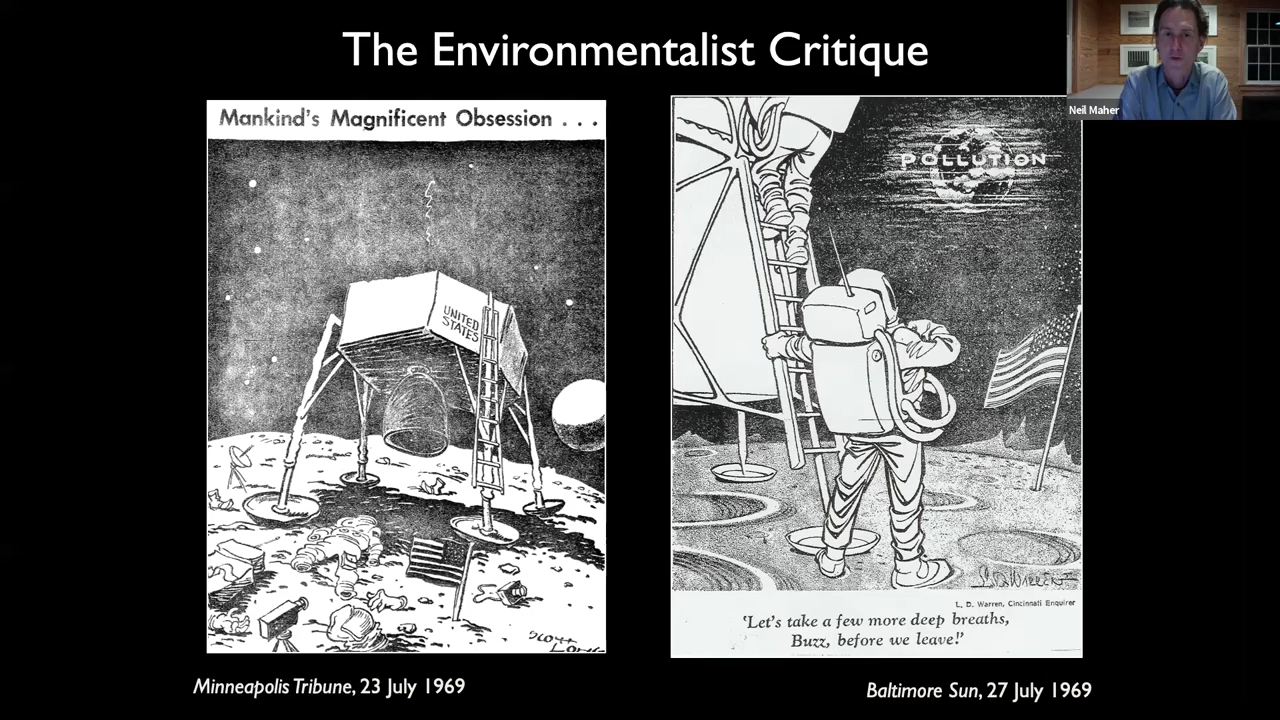 The Environmentalist Critique
Neil Maher
Mankind's Magnificent Obsession . . .
UNITED
STATES
POLLUTION
L. D. Warren, Cincinnati Enquirer
'Let's take a few more deep breaths,
Buzz, before we leave!'
Minneapolis Tribune, 23 July 1969
Baltimore Sun, 27 July 1969